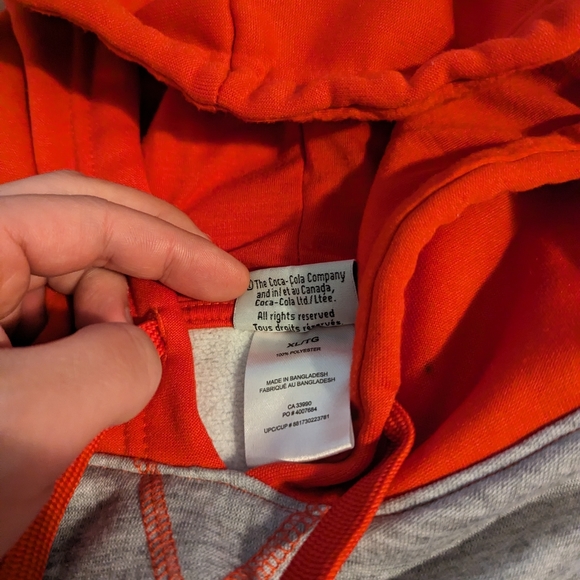 ©The Coca-Cola Company
and in/et au Canada,
Coca-Cola Ltd/Ltée.
All rights reserved
Tous droits réservés
XL/TG
100% POLYESTER
MADE IN BANGLADESH
FABRIQUÉ AU BANGLADESH
CA 33990
PO # 4007684
UPC/CUP # 881730223781